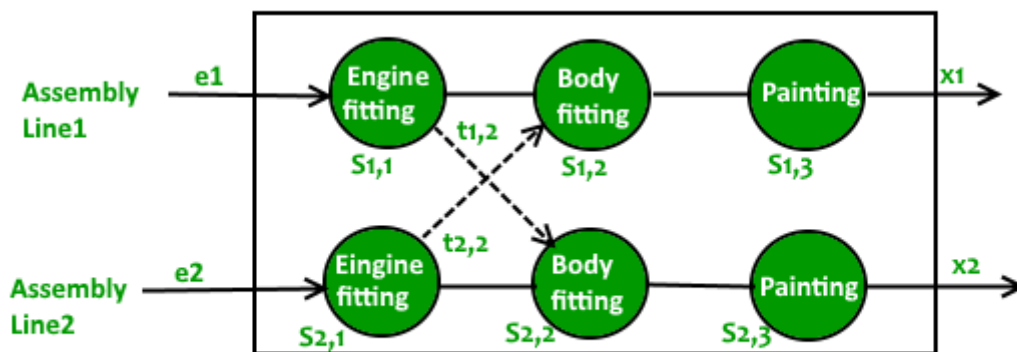 Assembly
Line1
e1
Engine
fitting
S1,1
t1,2
Body
fitting
S1,2
Painting
S1,3
x1
Assembly
Line2
e2
Eingine
fitting
S2,1
t2,2
Body
fitting
S2,2
Painting
S2,3
x2